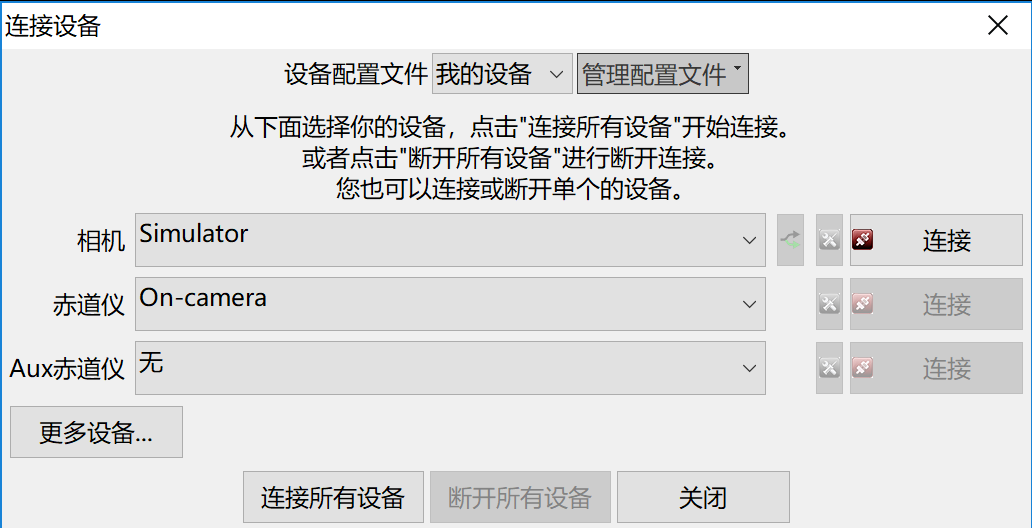 连接设备
设备配置文件 我的设备 管理配置文件
从下面选择你的设备，点击"连接所有设备"开始连接。
或者点击"断开所有设备"进行断开连接。
您也可以连接或断开单个的设备。
相机 Simulator 连接
赤道仪 On-camera 连接
Aux赤道仪 无 连接
更多设备...
连接所有设备 断开所有设备 关闭